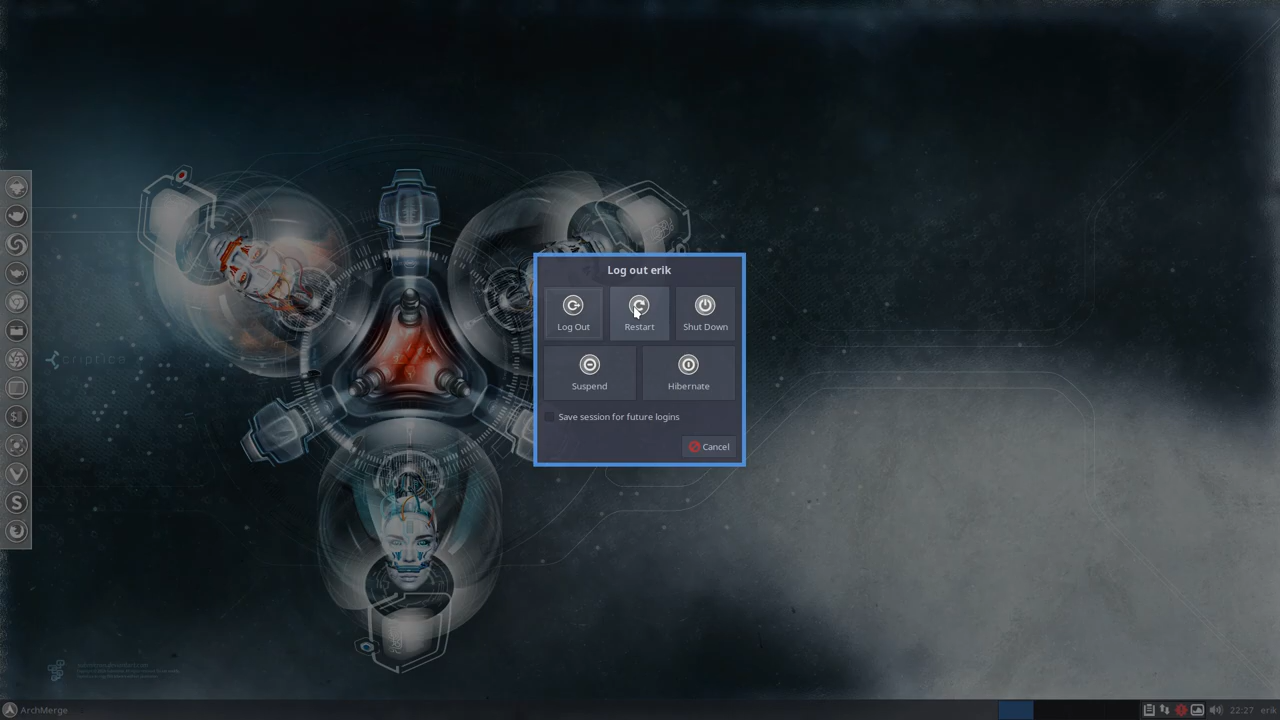 Log out erik
Log Out
Restart
Shut Down
Suspend
Hibernate
Save session for future logins
Cancel
criptica
ArchMerge
22:27
erik